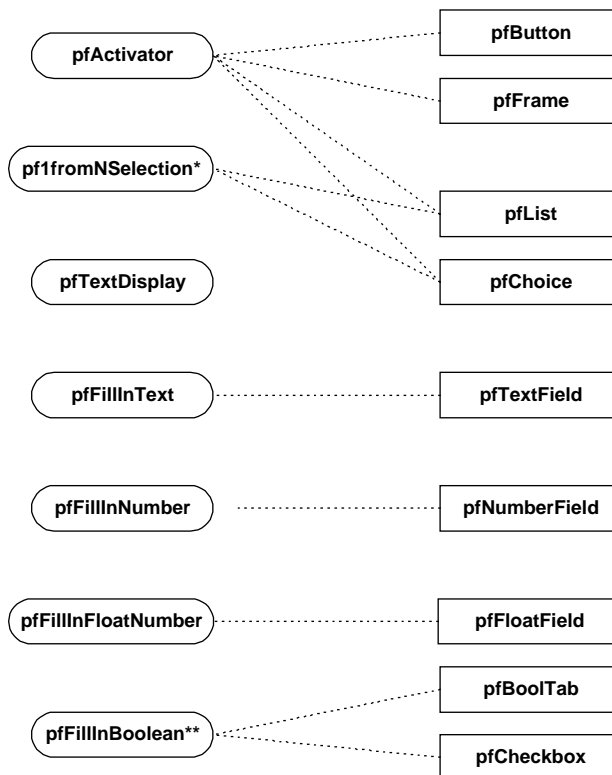 pfButton
pfActivator
pfFrame
pf1fromNSelection*
pfList
pfTextDisplay
pfChoice
pfFillInText
pfTextField
pfFillInNumber
pfNumberField
pfFillInFloatNumber
pfFloatField
pfBoolTab
pfFillInBoolean**
pfCheckbox